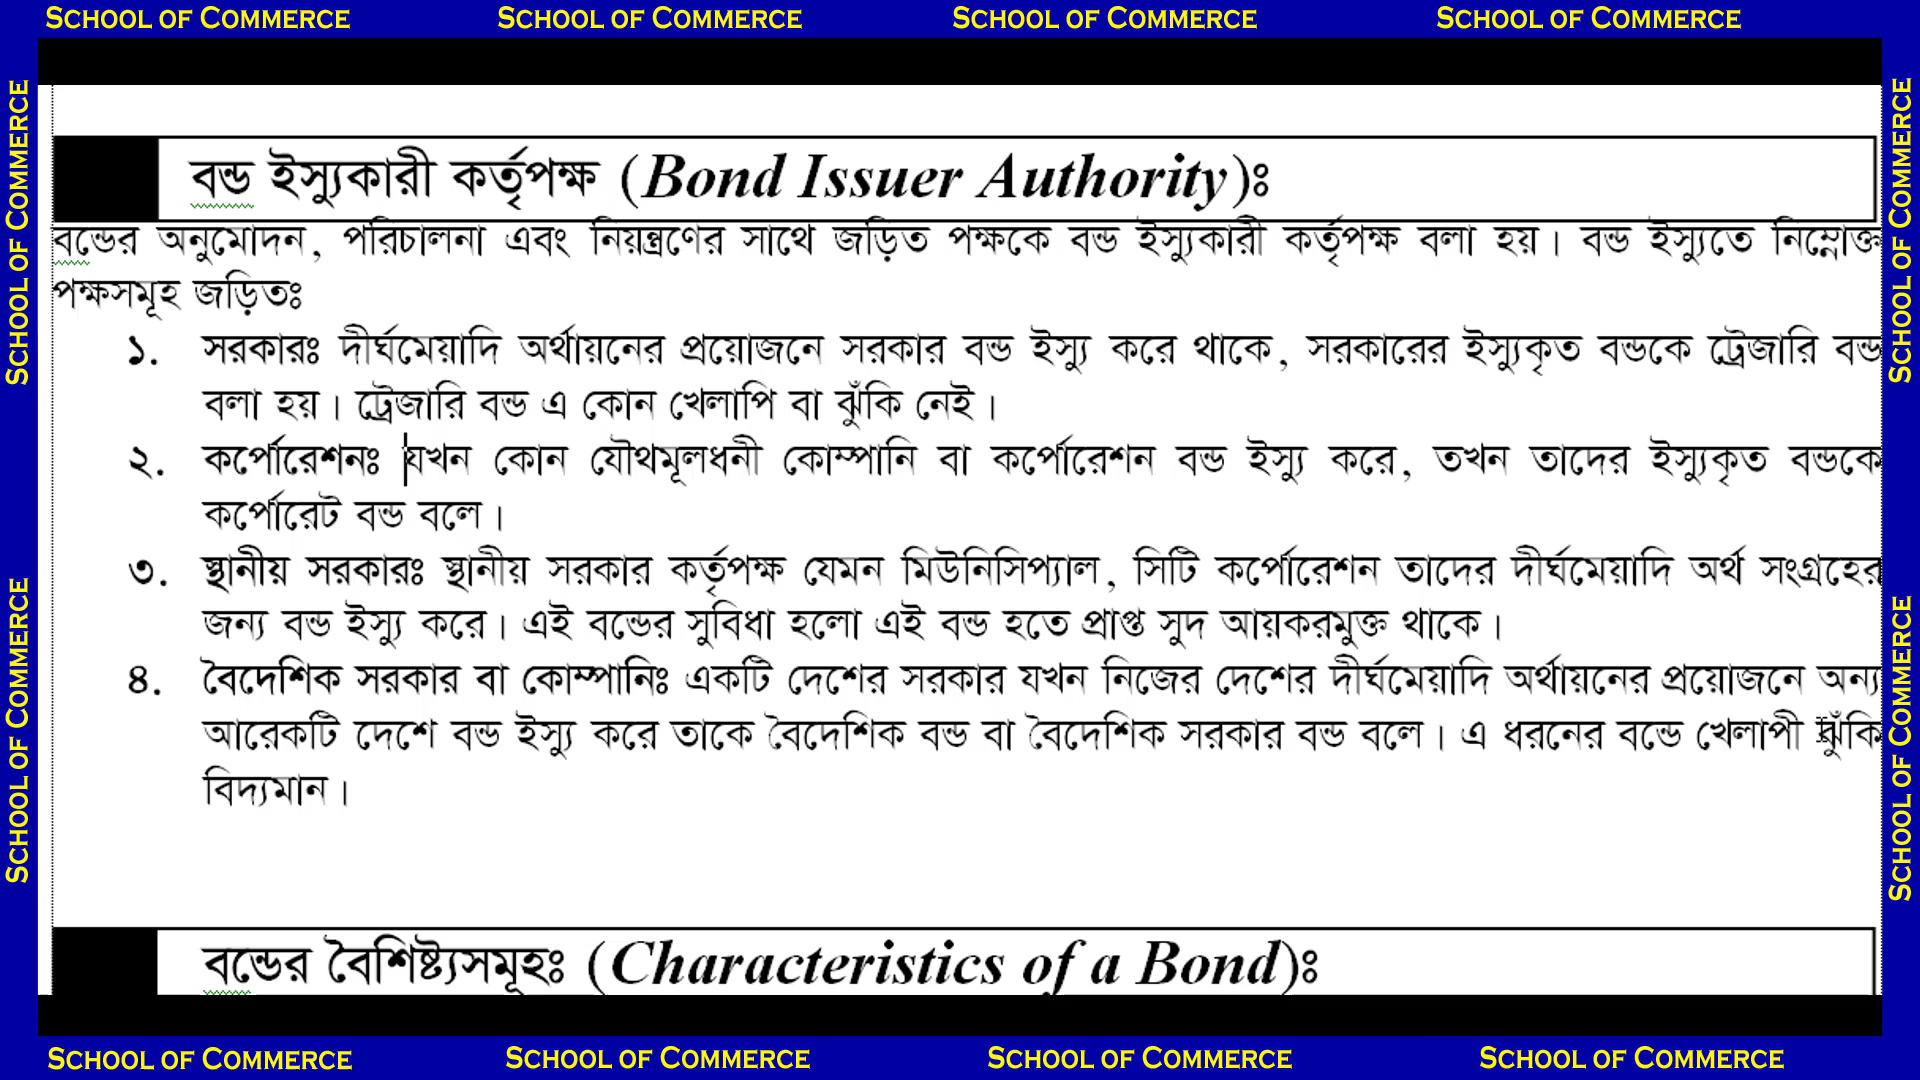 SCHOOL OF COMMERCE SCHOOL OF COMMERCE SCHOOL OF COMMERCE SCHOOL OF COMMERCE
SCHOOL OF COMMERCE
SCHOOL OF COMMERCE
বন্ড ইস্যুকারী কর্তৃপক্ষ (Bond Issuer Authority)ঃ
বন্ডের অনুমোদন, পরিচালনা এবং নিয়ন্ত্রণের সাথে জড়িত পক্ষকে বন্ড ইস্যুকারী কর্তৃপক্ষ বলা হয়। বন্ড ইস্যুতে নিম্নোক্ত
পক্ষসমূহ জড়িতঃ
১. সরকারঃ দীর্ঘমেয়াদি অর্থায়নের প্রয়োজনে সরকার বন্ড ইস্যু করে থাকে, সরকারের ইস্যুকৃত বন্ডকে ট্রেজারি বন্ড
বলা হয়। ট্রেজারি বন্ড এ কোন খেলাপি বা ঝুঁকি নেই।
২. কর্পোরেশনঃ যখন কোন যৌথমূলধনী কোম্পানি বা কর্পোরেশন বন্ড ইস্যু করে, তখন তাদের ইস্যুকৃত বন্ডকে
কর্পোরেট বন্ড বলে।
৩. স্থানীয় সরকারঃ স্থানীয় সরকার কর্তৃপক্ষ যেমন মিউনিসিপ্যাল, সিটি কর্পোরেশন তাদের দীর্ঘমেয়াদি অর্থ সংগ্রহের
জন্য বন্ড ইস্যু করে। এই বন্ডের সুবিধা হলো এই বন্ড হতে প্রাপ্ত সুদ আয়করমুক্ত থাকে।
৪. বৈদেশিক সরকার বা কোম্পানিঃ একটি দেশের সরকার যখন নিজের দেশের দীর্ঘমেয়াদি অর্থায়নের প্রয়োজনে অন্য
আরেকটি দেশে বন্ড ইস্যু করে তাকে বৈদেশিক বন্ড বা বৈদেশিক সরকার বন্ড বলে। এ ধরনের বন্ডে খেলাপী ঝুঁকি
বিদ্যমান।
SCHOOL OF COMMERCE
SCHOOL OF COMMERCE
বন্ডের বৈশিষ্ট্যসমূহঃ (Characteristics of a Bond)ঃ
SCHOOL OF COMMERCE SCHOOL OF COMMERCE SCHOOL OF COMMERCE SCHOOL OF COMMERCE